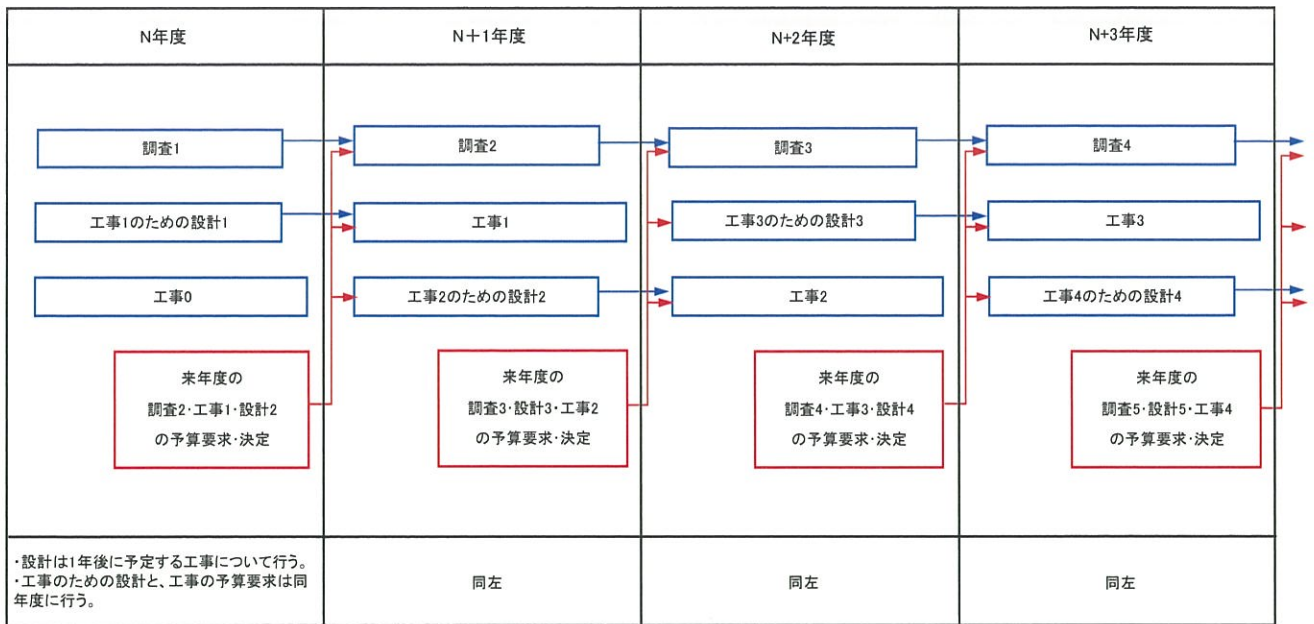 N年度
N＋1年度
N+2年度
N+3年度
調査1
調査2
調査3
調査4
工事1のための設計1
工事1
工事3のための設計3
工事3
工事0
工事2のための設計2
工事2
工事4のための設計4
来年度の
調査2・工事1・設計2
の予算要求・決定
来年度の
調査3・設計3・工事2
の予算要求・決定
来年度の
調査4・工事3・設計4
の予算要求・決定
来年度の
調査5・設計5・工事4
の予算要求・決定
・設計は1年後に予定する工事について行う。
・工事のための設計と、工事の予算要求は同
年度に行う。
同左
同左
同左